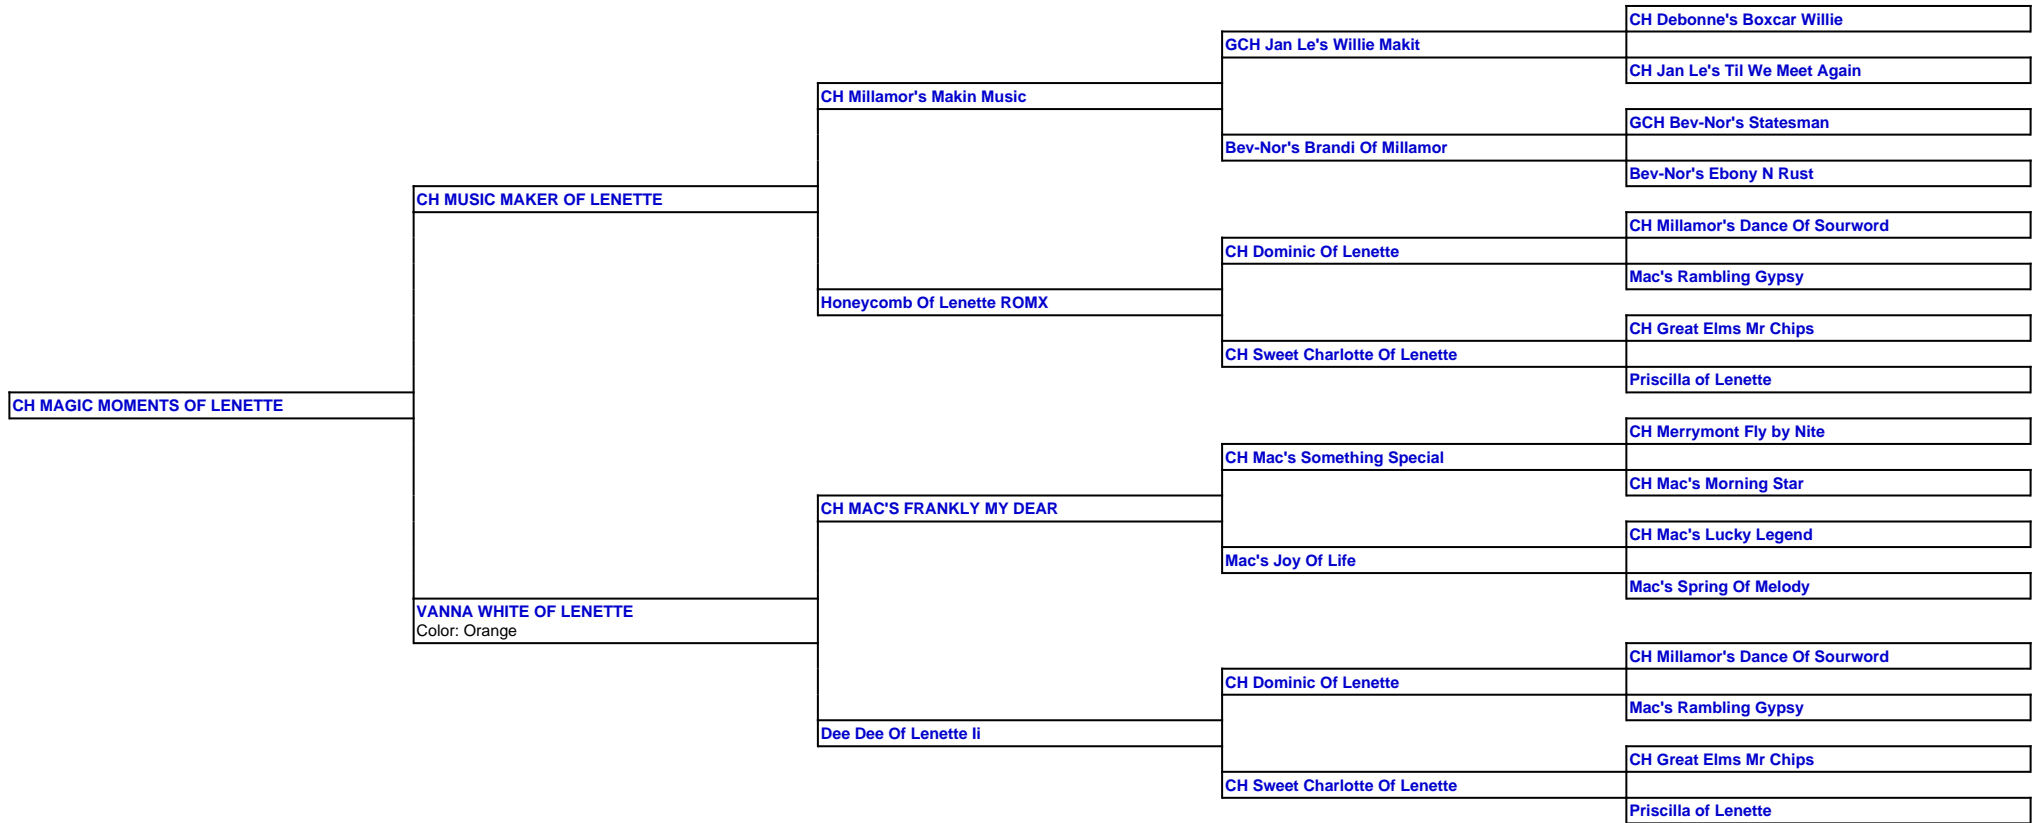 CH Debonne's Boxcar Willie
GCH Jan Le's Willie Makit
CH Jan Le's Til We Meet Again
CH Millamor's Makin Music
GCH Bev-Nor's Statesman
Bev-Nor's Brandi Of Millamor
Bev-Nor's Ebony N Rust
CH MUSIC MAKER OF LENETTE
CH Millamor's Dance Of Sourword
CH Dominic Of Lenette
Mac's Rambling Gypsy
Honeycomb Of Lenette ROMX
CH Great Elms Mr Chips
CH Sweet Charlotte Of Lenette
Priscilla of Lenette
CH MAGIC MOMENTS OF LENETTE
CH Merrymont Fly by Nite
CH Mac's Something Special
CH Mac's Morning Star
CH MAC'S FRANKLY MY DEAR
CH Mac's Lucky Legend
Mac's Joy Of Life
Mac's Spring Of Melody
VANNA WHITE OF LENETTE
Color: Orange
CH Millamor's Dance Of Sourword
CH Dominic Of Lenette
Mac's Rambling Gypsy
Dee Dee Of Lenette Ii
CH Great Elms Mr Chips
CH Sweet Charlotte Of Lenette
Priscilla of Lenette